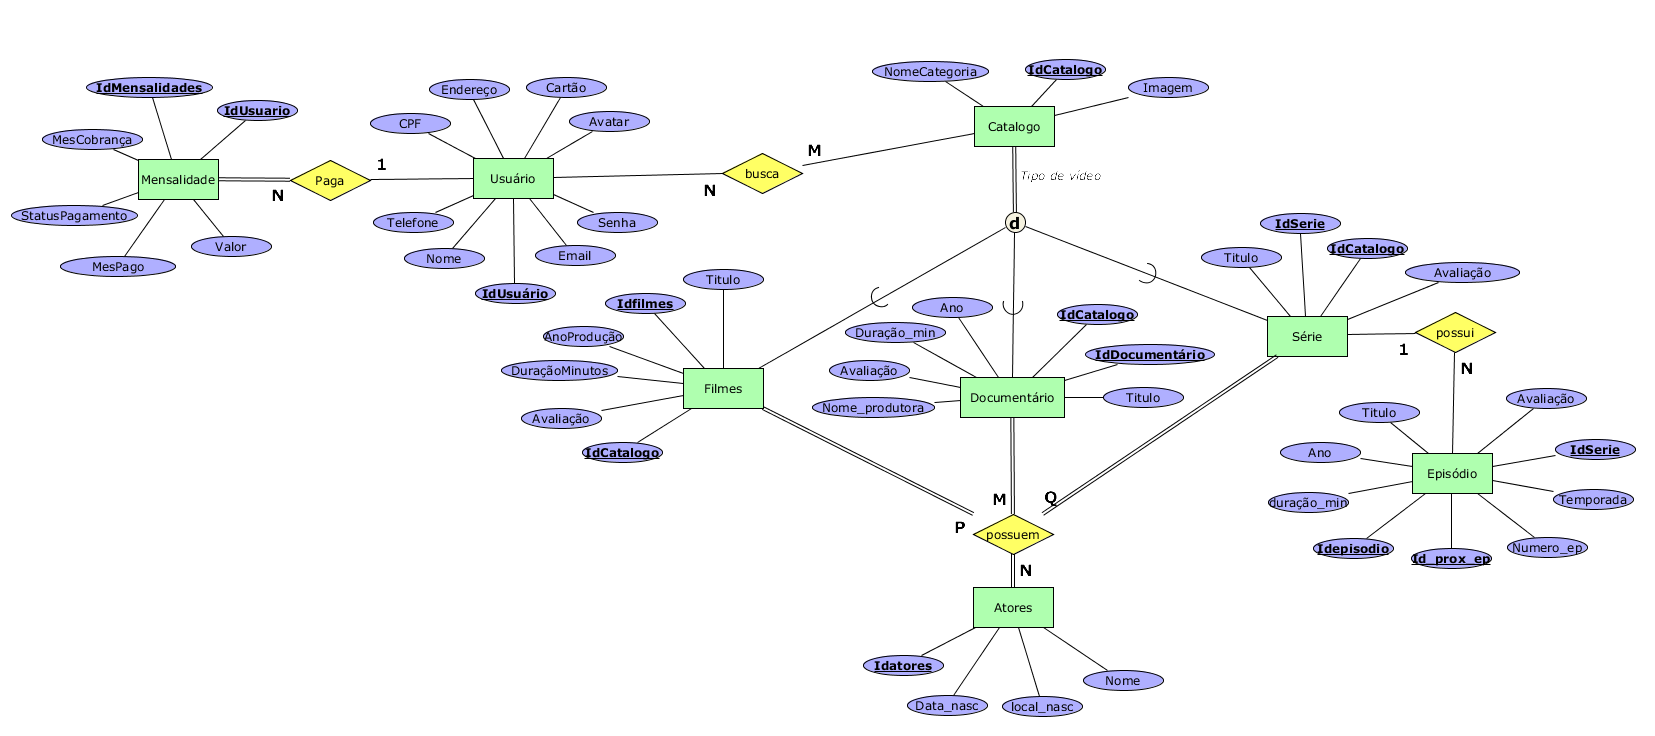 NomeCategoria
IdCatalogo
Imagem
Catalogo
Tipo de vídeo
d
IdMensalidades
IdUsuario
MesCobrança
Mensalidade
StatusPagamento
MesPago
Valor
N
Paga
1
Endereço
Cartão
CPF
Avatar
Usuário
Telefone
Senha
Nome
Email
IdUsuário
N
busca
M
Titulo
Idfilmes
AnoProdução
DuraçãoMinutos
Filmes
Avaliação
IdCatalogo
Ano
IdCatalogo
Duração_min
IdDocumentário
Avaliação
Documentário
Titulo
Nome_produtora
IdSerie
Titulo
IdCatalogo
Avaliação
Série
possui
1
N
Titulo
Avaliação
Ano
IdSerie
Episódio
duração_min
Temporada
Idepisodio
Id_prox_ep
Numero_ep
M
Q
P
possuem
N
Atores
Idatores
Nome
Data_nasc
local_nasc